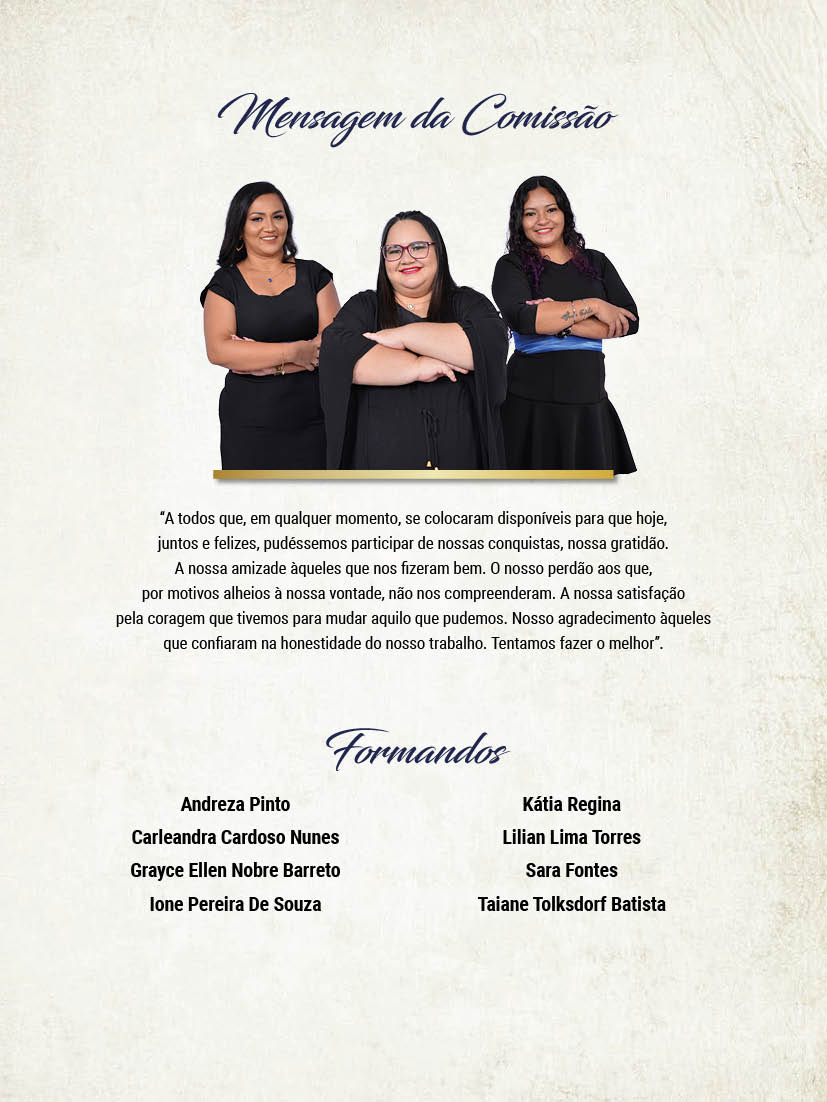 Mensagem da Comissão
“A todos que, em qualquer momento, se colocaram disponíveis para que hoje,
juntos e felizes, pudéssemos participar de nossas conquistas, nossa gratidão.
A nossa amizade àqueles que nos fizeram bem. O nosso perdão aos que,
por motivos alheios à nossa vontade, não nos compreenderam. A nossa satisfação
pela coragem que tivemos para mudar aquilo que pudemos. Nosso agradecimento àqueles
que confiaram na honestidade do nosso trabalho. Tentamos fazer o melhor”.
Formandos
Andreza Pinto
Carleandra Cardoso Nunes
Grayce Ellen Nobre Barreto
Ione Pereira De Souza
Kátia Regina
Lilian Lima Torres
Sara Fontes
Taiane Tolksdorf Batista